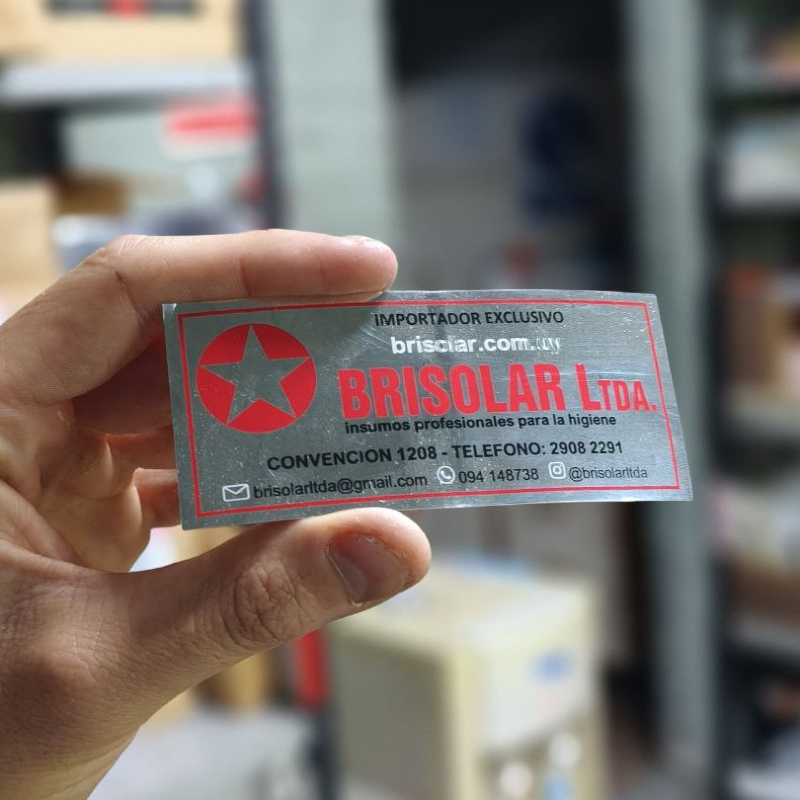 IMPORTADOR EXCLUSIVO
brisolar.com.uy
BRISOLAR LTDA.
insumos profesionales para la higiene
CONVENCION 1208 - TELEFONO: 2908 2291
brisolarltda@gmail.com 094 148738 @brisolarltda